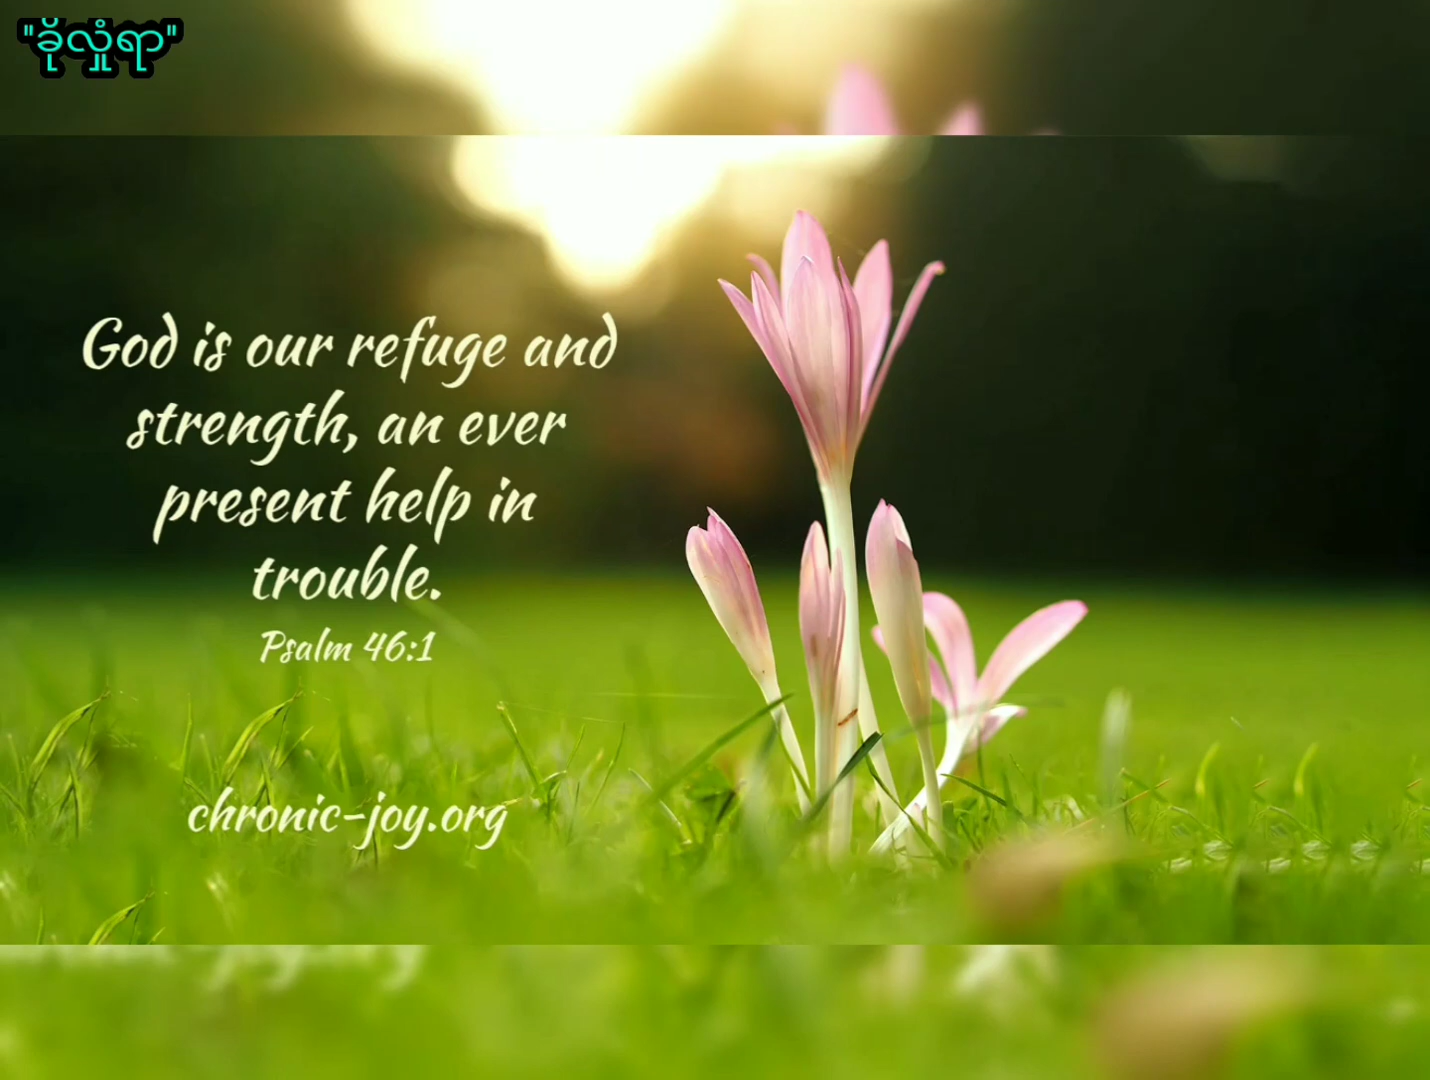 "ခိုလှုံရာ"
God is our refuge and
strength, an ever
present help in
trouble.
Psalm 46:1
chronic-joy.org